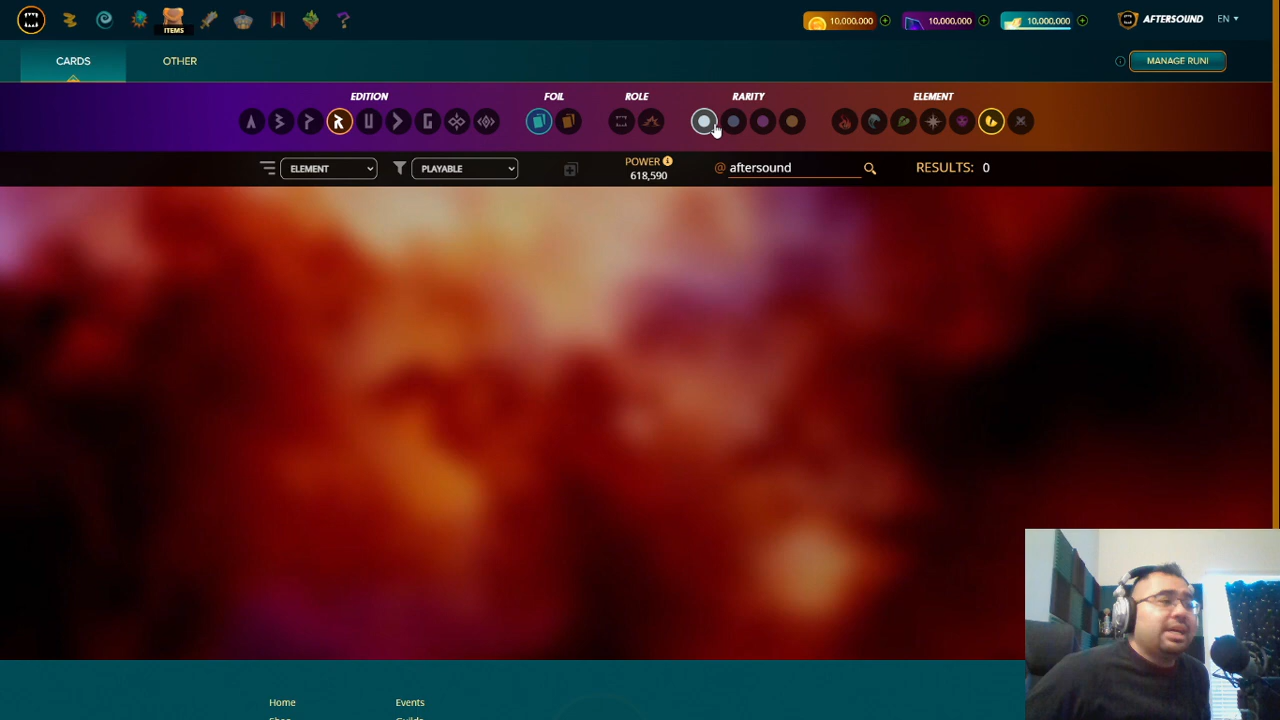 ITEMS
10,000,000
10,000,000
10,000,000
AFTERSOUND
EN
CARDS
OTHER
MANAGE RUNI
EDITION
FOIL
ROLE
RARITY
ELEMENT
ELEMENT
PLAYABLE
POWER
618,590
@ aftersound
RESULTS: 0
Home
Events